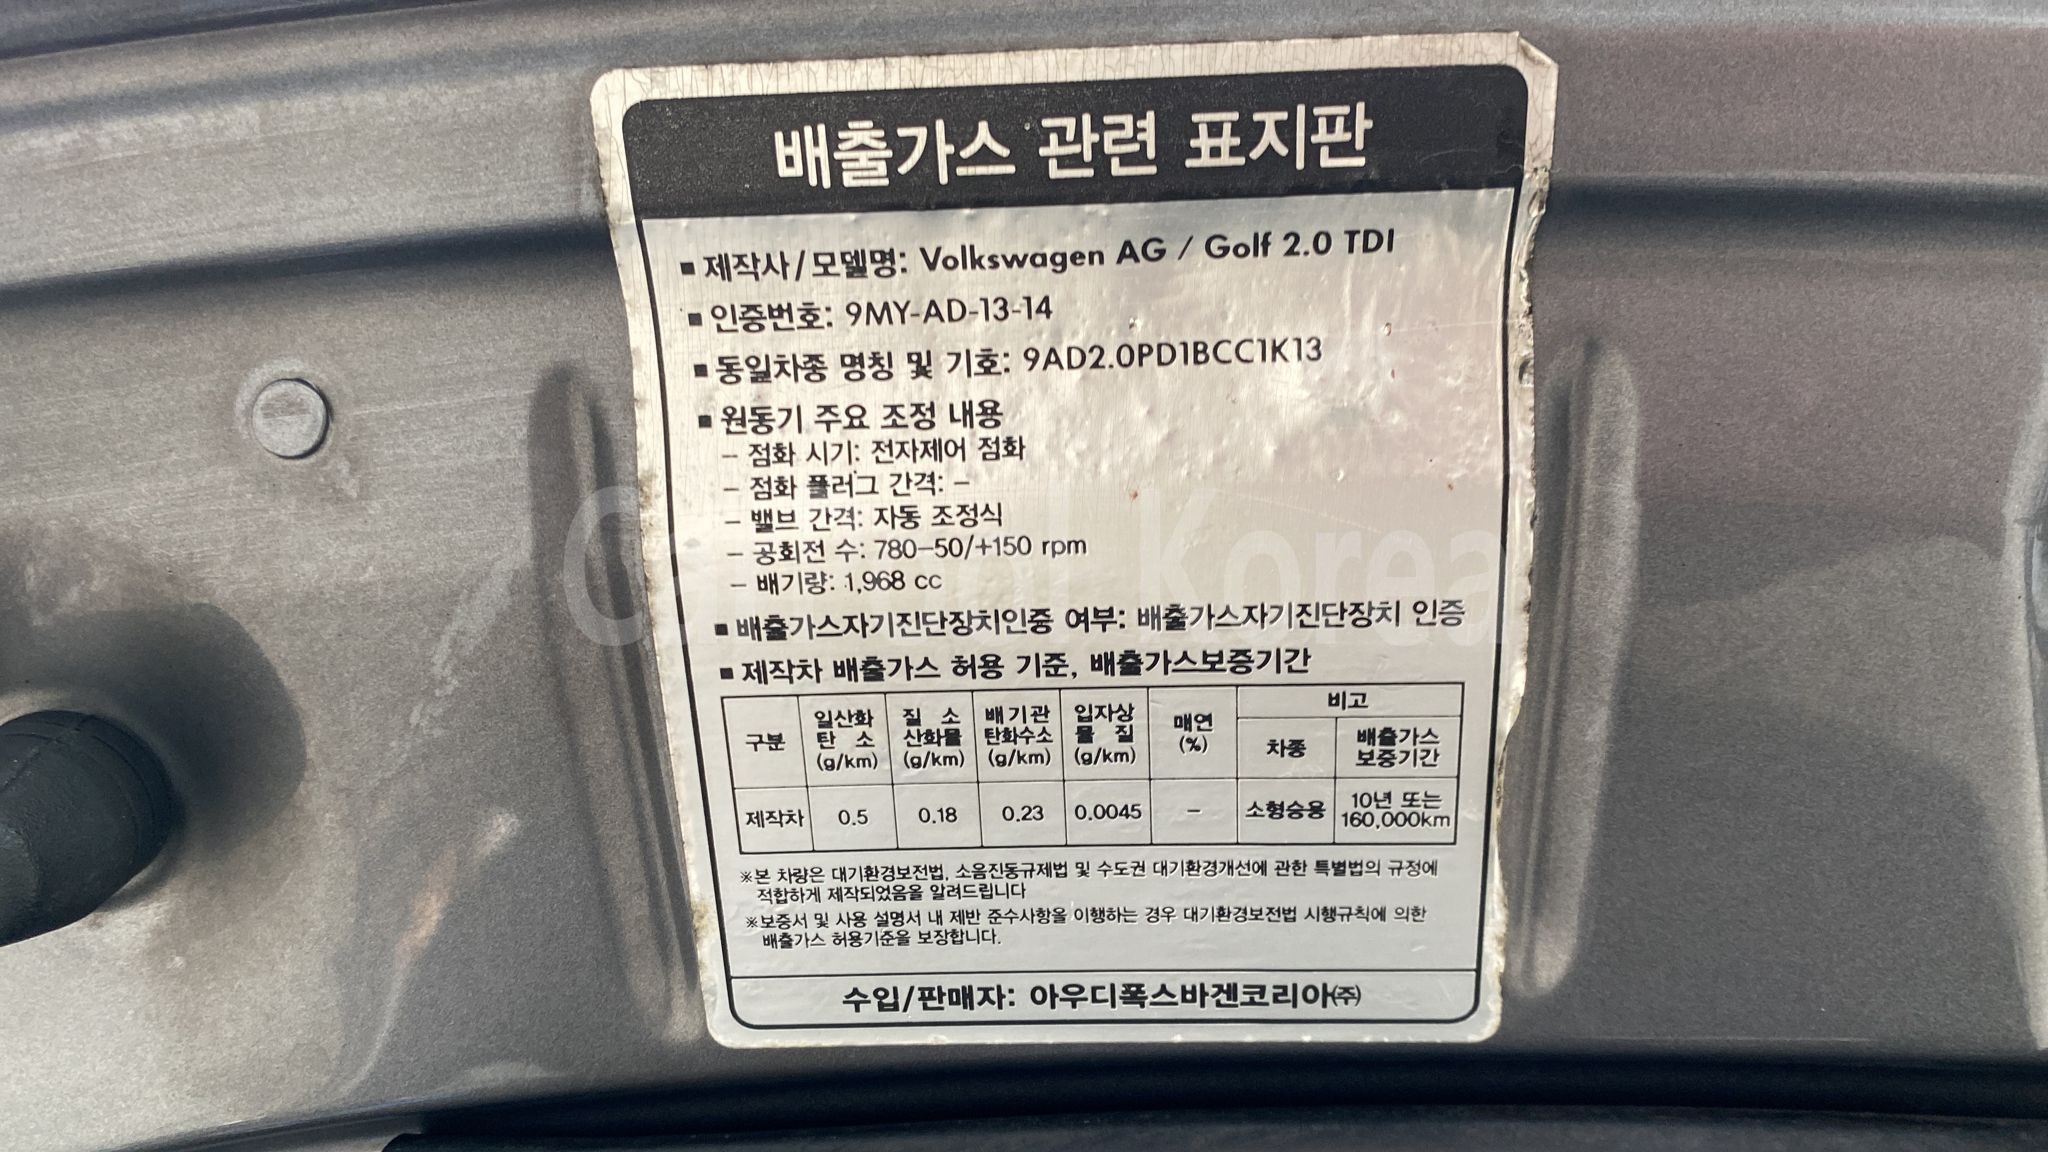 배출가스 관련 표지판
■ 제작사/모델명: Volkswagen AG / Golf 2.0 TDI
■ 인증번호: 9MY-AD-13-14
■ 동일차종 명칭 및 기호: 9AD2.0PD1BCC1K13
■ 원동기 주요 조정 내용
- 점화 시기: 전자제어 점화
- 점화 플러그 간격: -
- 밸브 간격: 자동 조정식
- 공회전 수: 780-50/+150 rpm
- 배기량: 1,968 cc
■ 배출가스자기진단장치인증 여부: 배출가스자기진단장치 인증
■ 제작차 배출가스 허용 기준, 배출가스보증기간
구분 일산화탄소 (g/km) 질소산화물 (g/km) 배기관탄화수소 (g/km) 입자상물질 (g/km) 매연 (%) 비고
차종 배출가스 보증기간
제작차 0.5 0.18 0.23 0.0045 - 소형승용 10년 또는 160,000km
※본 차량은 대기환경보전법, 소음진동규제법 및 수도권 대기환경개선에 관한 특별법의 규정에
적합하게 제작되었음을 알려드립니다
※보증서 및 사용 설명서 내 제반 준수사항을 이행하는 경우 대기환경보전법 시행규칙에 의한
배출가스 허용기준을 보장합니다.
수입/판매자: 아우디폭스바겐코리아㈜
Korea